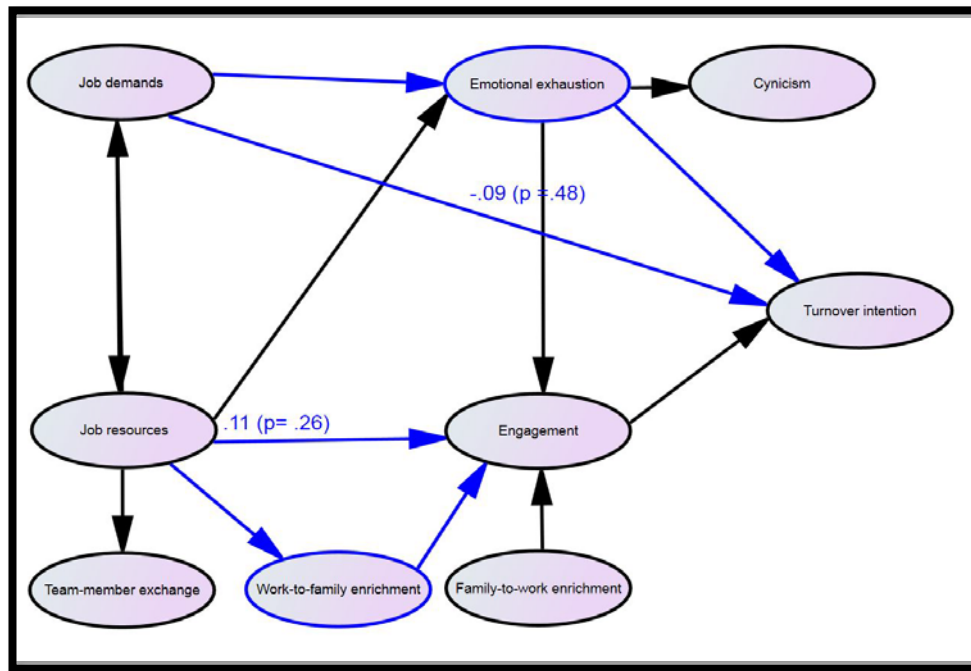 Job demands
Emotional exhaustion
Cynicism
-.09 (p =.48)
Turnover intention
.11 (p= .26)
Job resources
Engagement
Team-member exchange
Work-to-family enrichment
Family-to-work enrichment